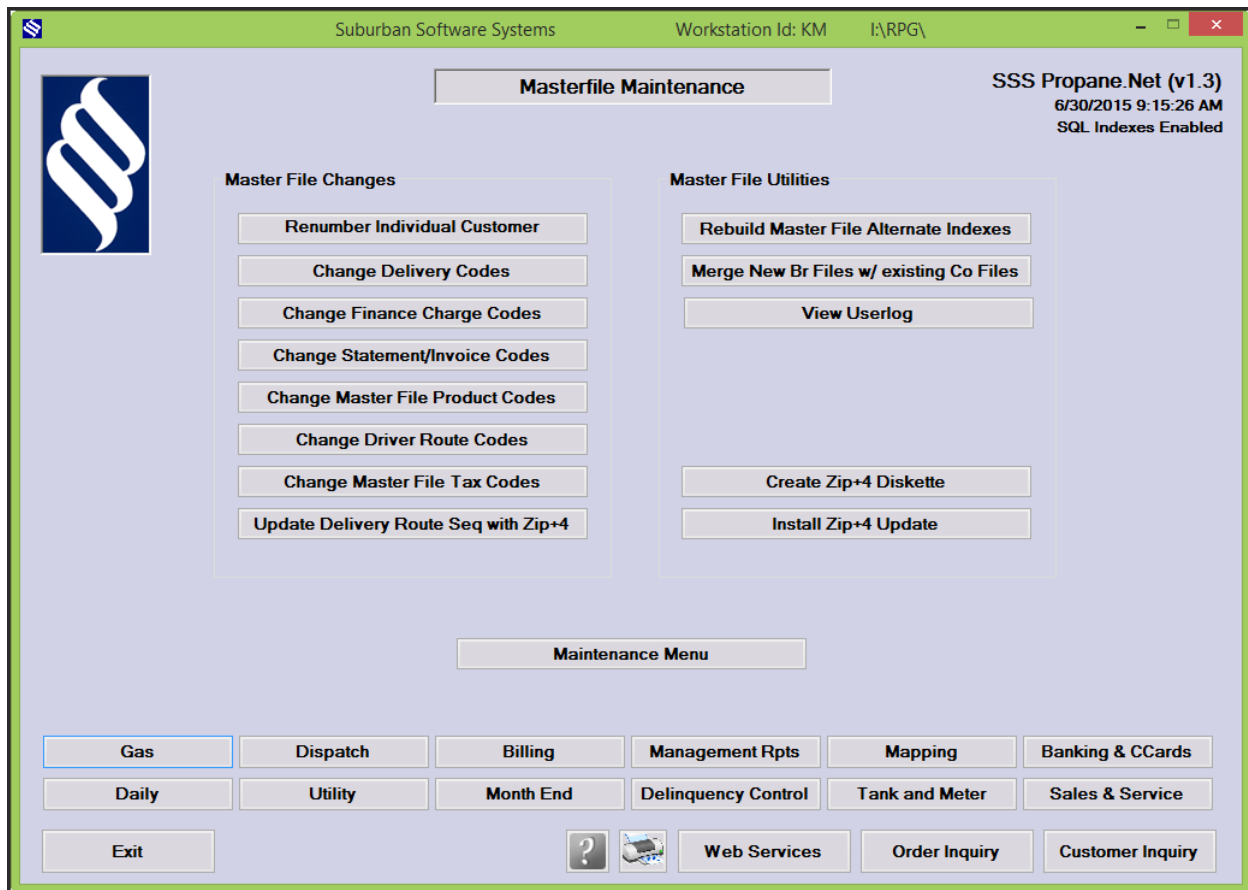 Suburban Software Systems Workstation Id: KM I:\RPG\
Masterfile Maintenance
SSS Propane.Net (v1.3)
6/30/2015 9:15:26 AM
SQL Indexes Enabled
Master File Changes
Renumber Individual Customer
Change Delivery Codes
Change Finance Charge Codes
Change Statement/Invoice Codes
Change Master File Product Codes
Change Driver Route Codes
Change Master File Tax Codes
Update Delivery Route Seq with Zip+4
Master File Utilities
Rebuild Master File Alternate Indexes
Merge New Br Files w/ existing Co Files
View Userlog
Create Zip+4 Diskette
Install Zip+4 Update
Maintenance Menu
Gas Dispatch Billing Management Rpts Mapping Banking & CCards
Daily Utility Month End Delinquency Control Tank and Meter Sales & Service
Exit ? Web Services Order Inquiry Customer Inquiry